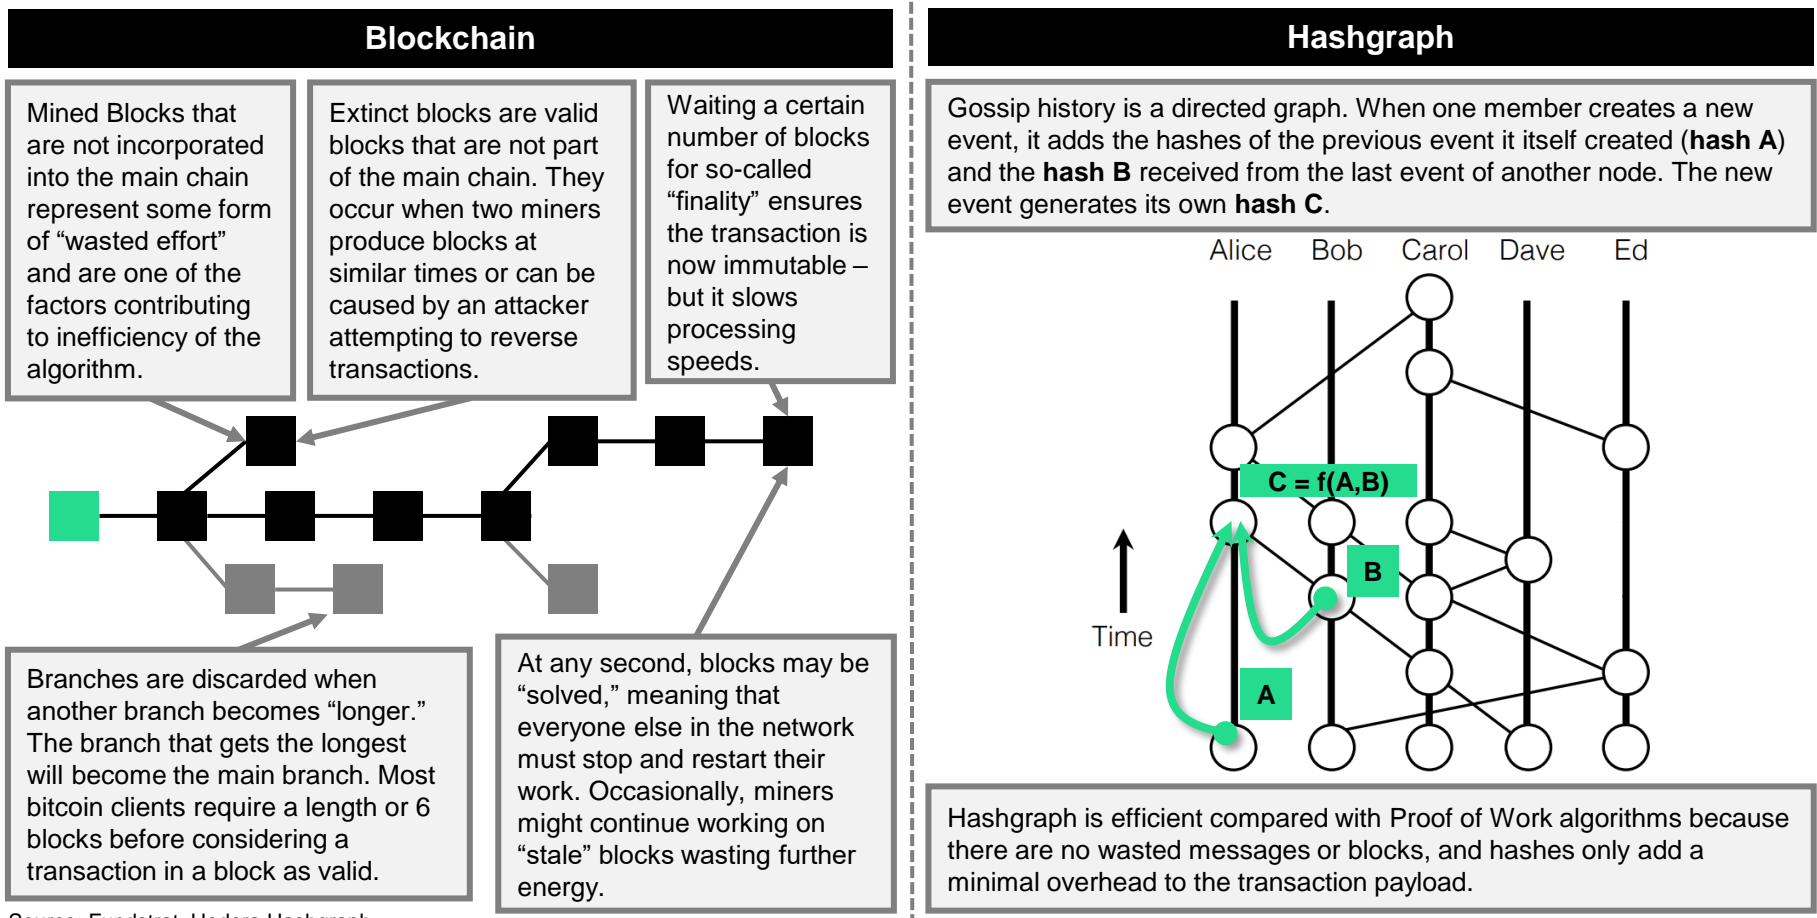 Blockchain
Mined Blocks that
are not incorporated
into the main chain
represent some form
of “wasted effort”
and are one of the
factors contributing
to inefficiency of the
algorithm.
Extinct blocks are valid
blocks that are not part
of the main chain. They
occur when two miners
produce blocks at
similar times or can be
caused by an attacker
attempting to reverse
transactions.
Waiting a certain
number of blocks
for so-called
“finality” ensures
the transaction is
now immutable –
but it slows
processing
speeds.
Branches are discarded when
another branch becomes “longer.”
The branch that gets the longest
will become the main branch. Most
bitcoin clients require a length or 6
blocks before considering a
transaction in a block as valid.
At any second, blocks may be
“solved,” meaning that
everyone else in the network
must stop and restart their
work. Occasionally, miners
might continue working on
“stale” blocks wasting further
energy.
Hashgraph
Gossip history is a directed graph. When one member creates a new
event, it adds the hashes of the previous event it itself created (hash A)
and the hash B received from the last event of another node. The new
event generates its own hash C.
Alice Bob Carol Dave Ed
C = f(A,B)
B
Time
A
Hashgraph is efficient compared with Proof of Work algorithms because
there are no wasted messages or blocks, and hashes only add a
minimal overhead to the transaction payload.
Source: Fundstrat, Hedera Hashgraph